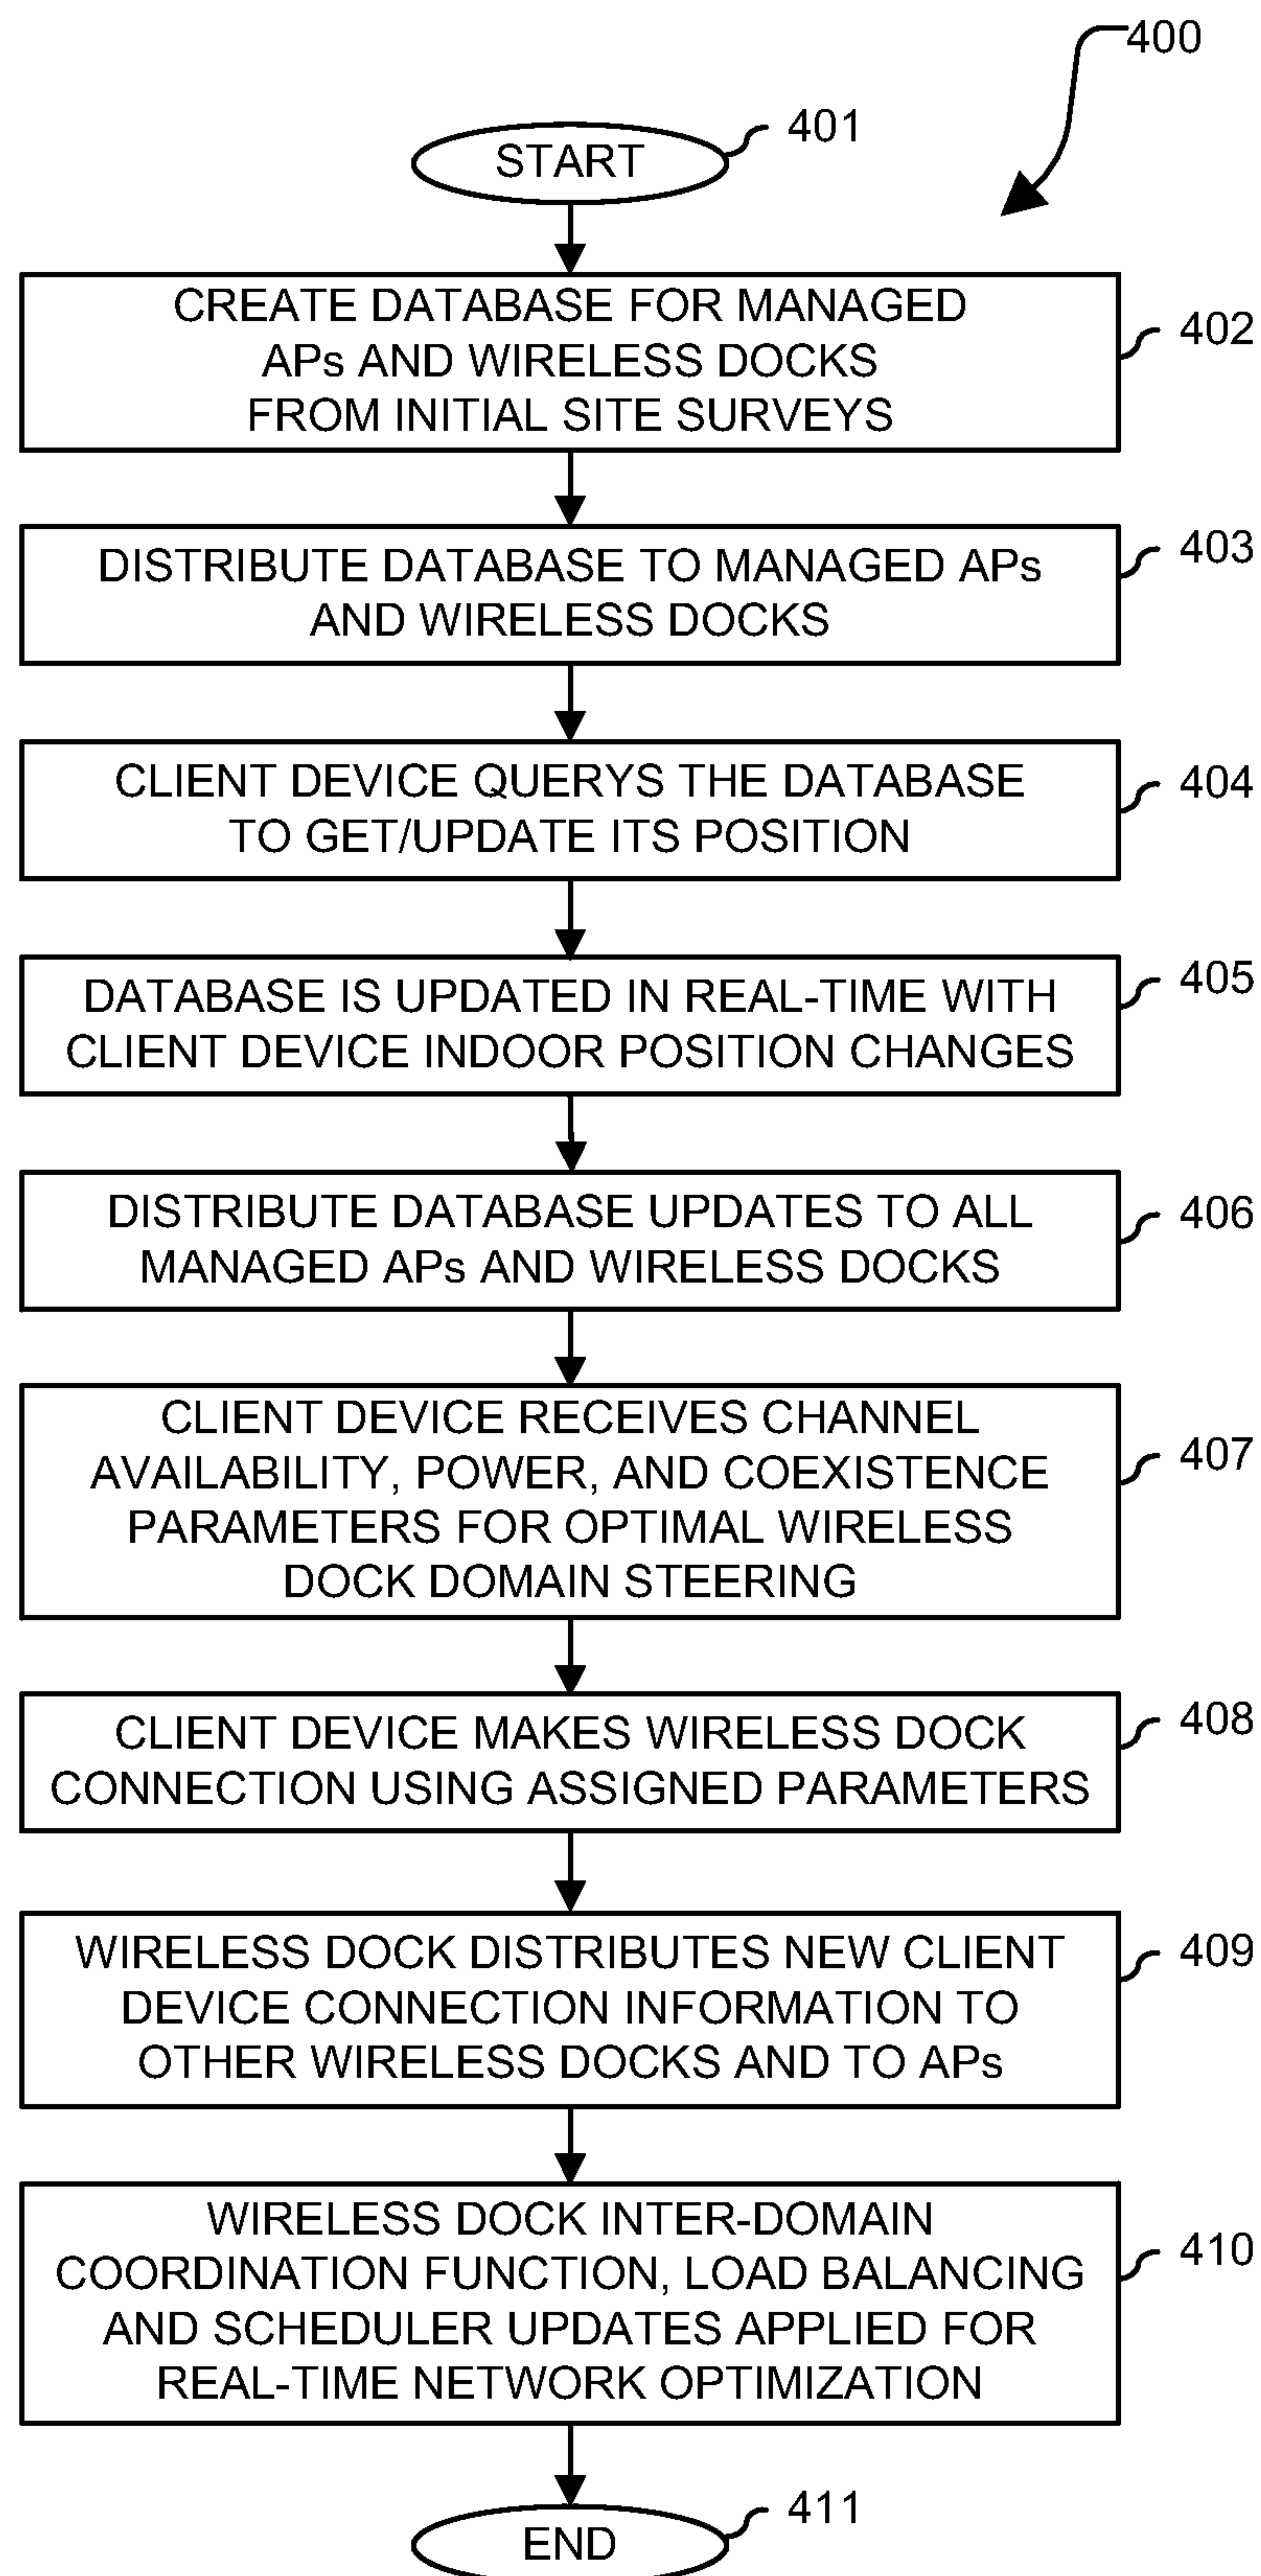 400
START
401
CREATE DATABASE FOR MANAGED
APs AND WIRELESS DOCKS
FROM INITIAL SITE SURVEYS
402
DISTRIBUTE DATABASE TO MANAGED APs
AND WIRELESS DOCKS
403
CLIENT DEVICE QUERYS THE DATABASE
TO GET/UPDATE ITS POSITION
404
DATABASE IS UPDATED IN REAL-TIME WITH
CLIENT DEVICE INDOOR POSITION CHANGES
405
DISTRIBUTE DATABASE UPDATES TO ALL
MANAGED APs AND WIRELESS DOCKS
406
CLIENT DEVICE RECEIVES CHANNEL
AVAILABILITY, POWER, AND COEXISTENCE
PARAMETERS FOR OPTIMAL WIRELESS
DOCK DOMAIN STEERING
407
CLIENT DEVICE MAKES WIRELESS DOCK
CONNECTION USING ASSIGNED PARAMETERS
408
WIRELESS DOCK DISTRIBUTES NEW CLIENT
DEVICE CONNECTION INFORMATION TO
OTHER WIRELESS DOCKS AND TO APs
409
WIRELESS DOCK INTER-DOMAIN
COORDINATION FUNCTION, LOAD BALANCING
AND SCHEDULER UPDATES APPLIED FOR
REAL-TIME NETWORK OPTIMIZATION
410
END
411